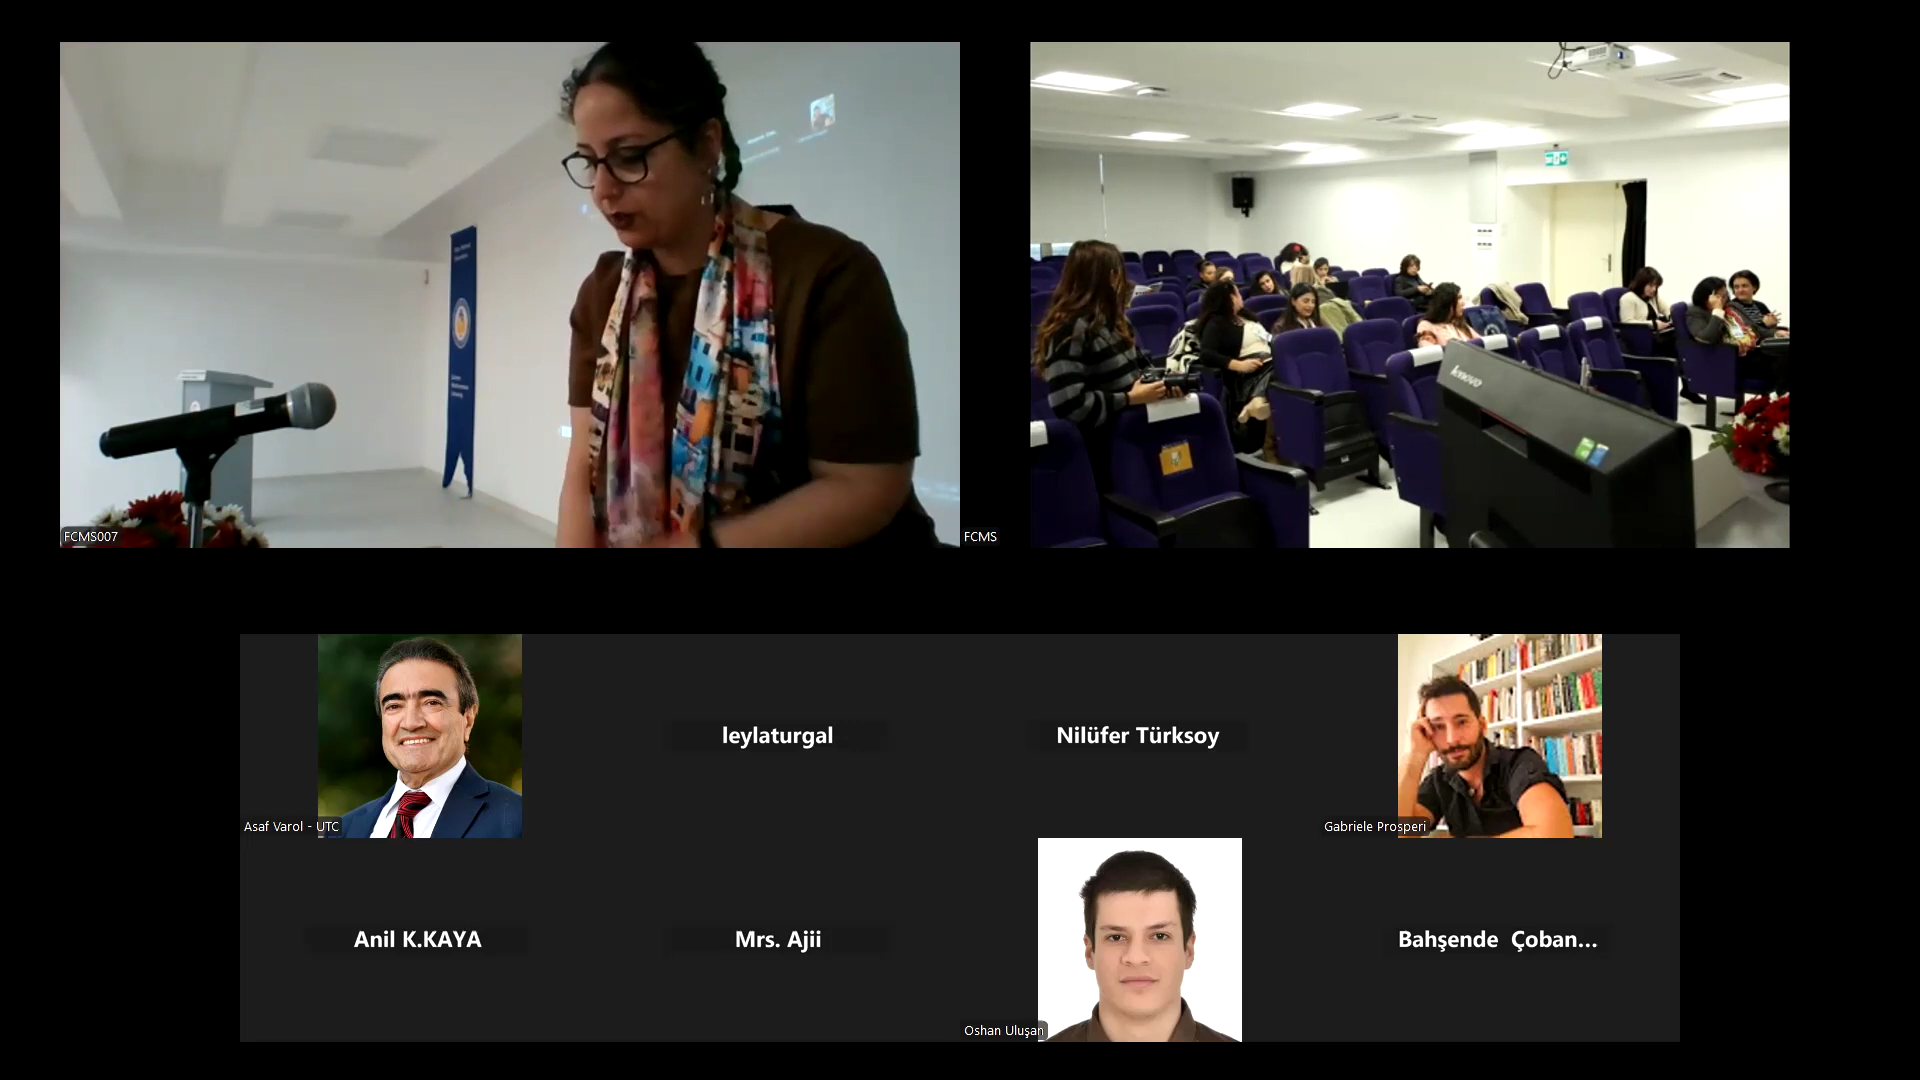 FCMS007
FCMS
lenovo
Asaf Varol - UTC
leylaturgal
Nilüfer Türksoy
Gabriele Prosperi
Anil K.KAYA
Mrs. Ajii
Oshan Uluşan
Bahşende  Çoban...